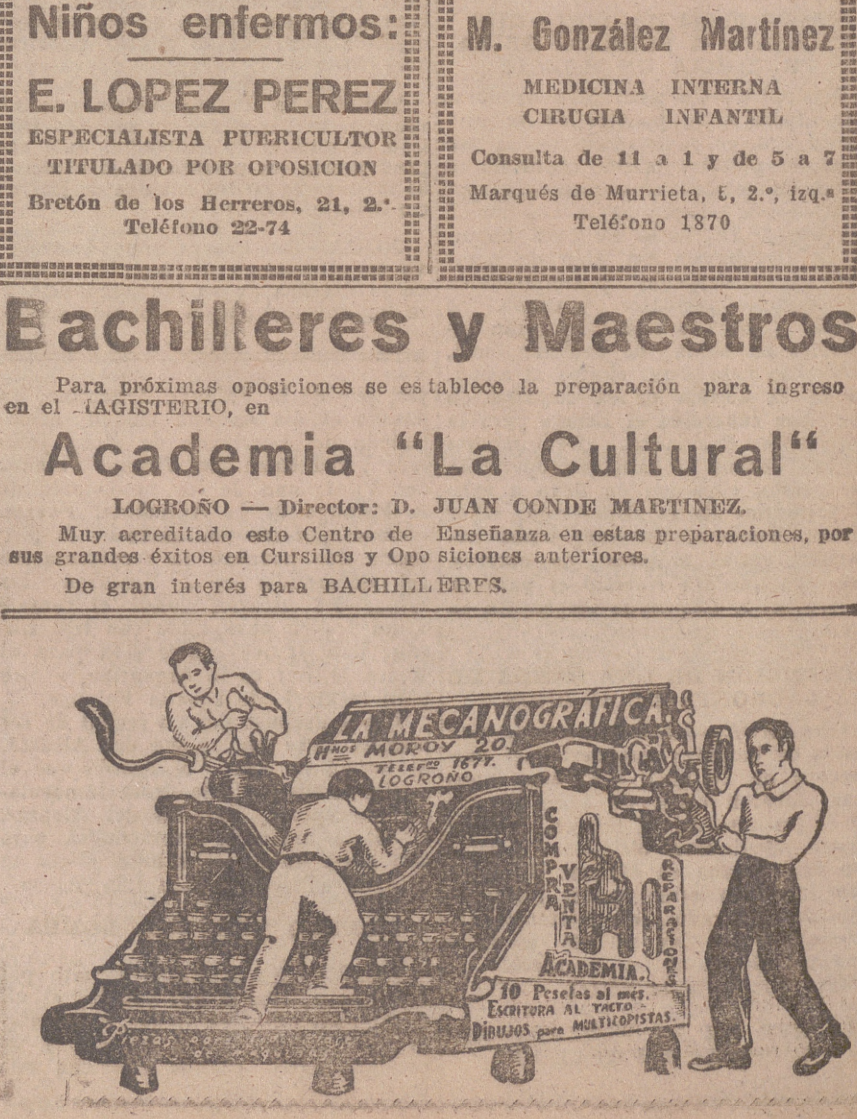 Niños enfermos:
E. LOPEZ PEREZ
ESPECIALISTA PUERICULTOR
TITULADO POR OPOSICION
Bretón de los Herreros, 21, 2.º.
Teléfono 22-74
M. González Martínez
MEDICINA INTERNA
CIRUGIA INFANTIL
Consulta de 11 a 1 y de 5 a 7
Marqués de Murrieta, 2.º, izq.ª
Teléfono 1870
Bachilleres y Maestros
Para próximas oposiciones se establece la preparación para ingreso
en el MAGISTERIO, en
Academia “La Cultural“
LOGROÑO — Director: D. JUAN CONDE MARTINEZ.
Muy acreditado este Centro de Enseñanza en estas preparaciones, por
sus grandes éxitos en Cursillos y Oposiciones anteriores.
De gran interés para BACHILLERES.
LA MECANOGRÁFICA.
Hnos MOROY 20.
TELEFno 1677.
LOGROÑO
COMPRA
VENTA
REPARACIONES
ACADEMIA.
10 Pesetas al mes.
ESCRITURA AL TACTO -
DIBUJOS para MULTICOPISTAS.
Piezas